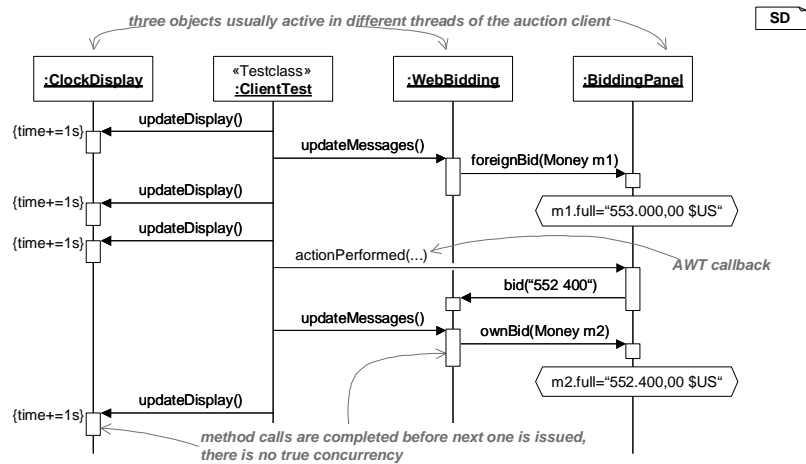 three objects usually active in different threads of the auction client
SD
:ClockDisplay
«Testclass»
:ClientTest
:WebBidding
:BiddingPanel
{time+=1s}
updateDisplay()
updateMessages()
foreignBid(Money m1)
{time+=1s}
updateDisplay()
m1.full=“553.000,00 $US“
{time+=1s}
updateDisplay()
actionPerformed(...)
AWT callback
bid(“552 400“)
updateMessages()
ownBid(Money m2)
m2.full=“552.400,00 $US“
{time+=1s}
updateDisplay()
method calls are completed before next one is issued,
there is no true concurrency